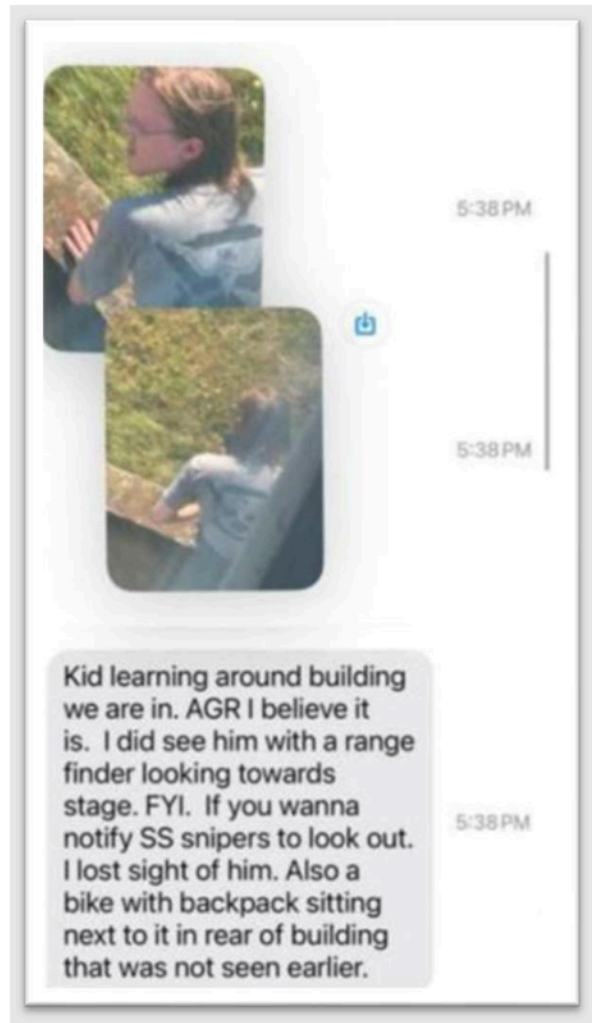 5:38 PM
5:38 PM
Kid learning around building
we are in. AGR I believe it
is. I did see him with a range
finder looking towards
stage. FYI. If you wanna
notify SS snipers to look out.
I lost sight of him. Also a
bike with backpack sitting
next to it in rear of building
that was not seen earlier.
5:38 PM